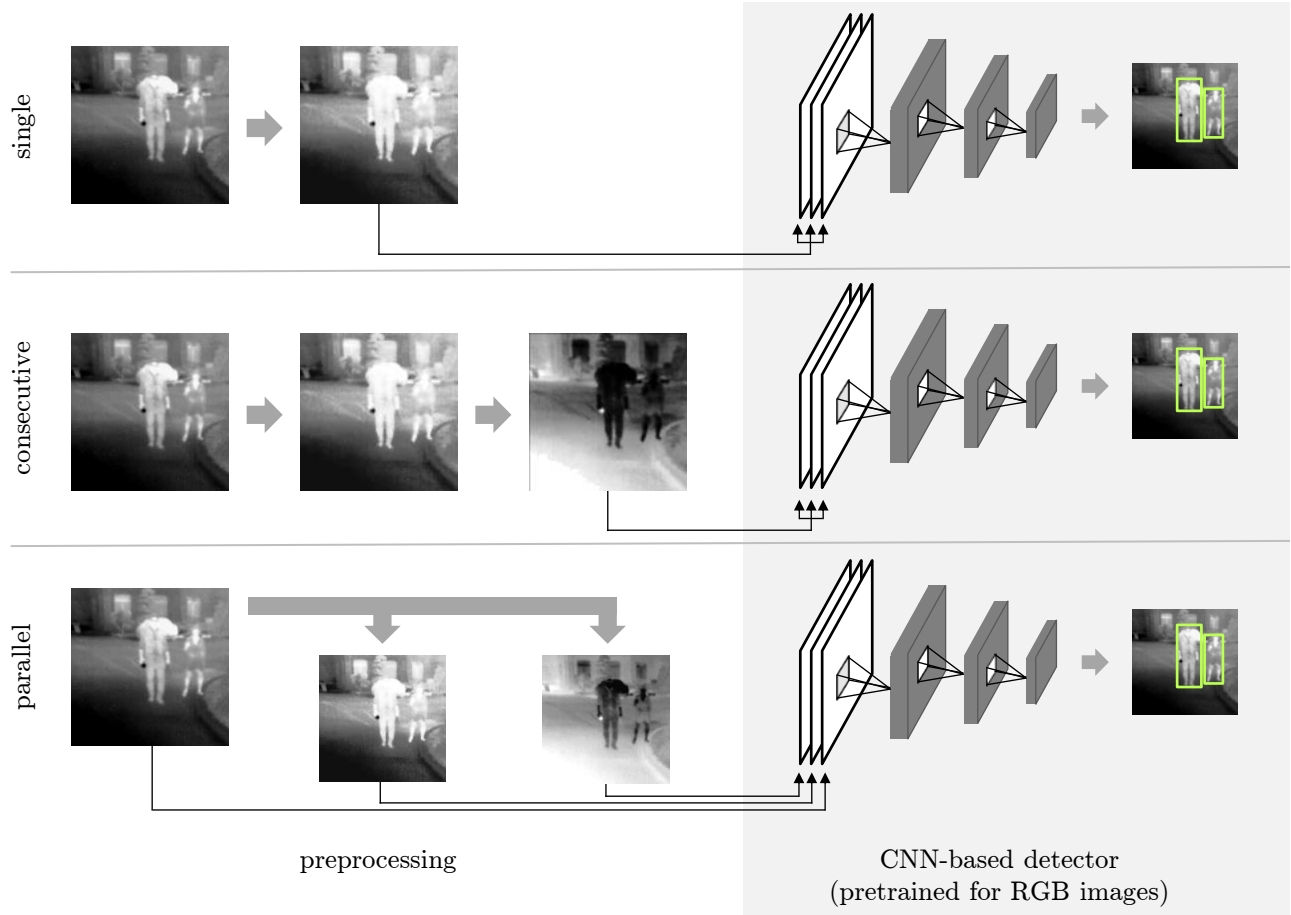 single
consecutive
parallel
preprocessing
CNN-based detector
(pretrained for RGB images)